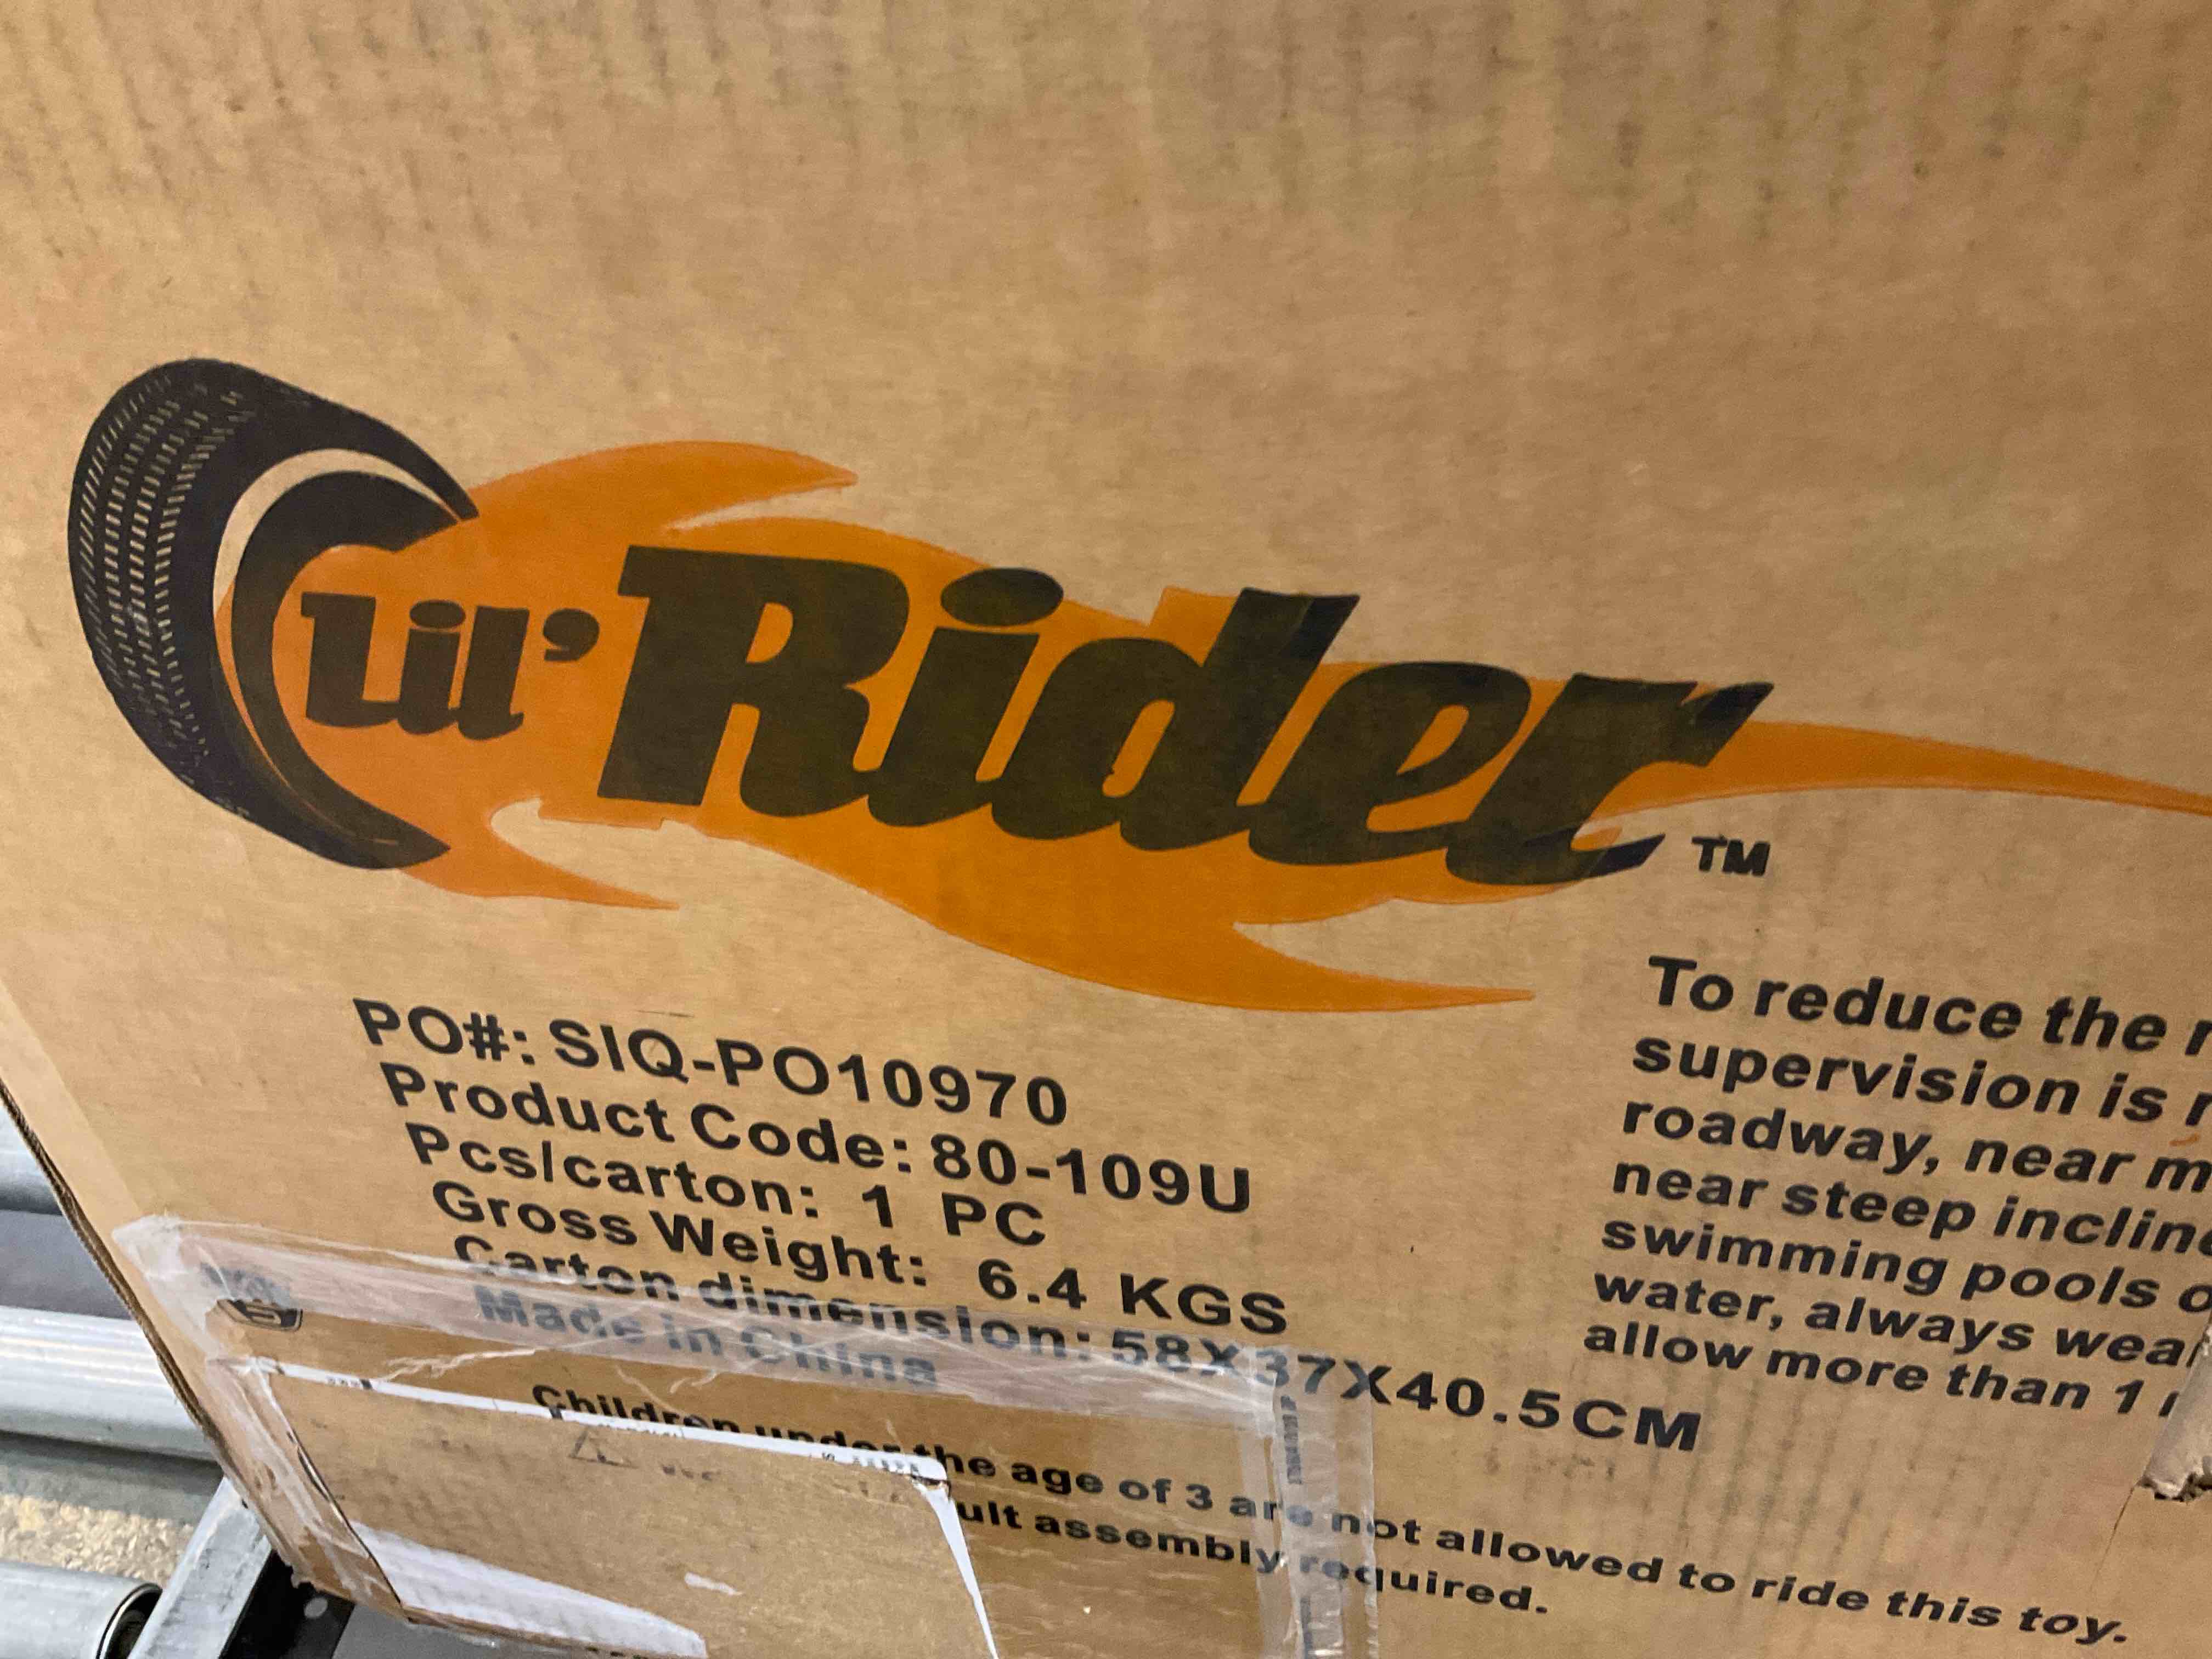 Lil' Rider TM
PO#: SIQ-PO10970
Product Code: 80-109U
Pcs/carton: 1 PC
Gross Weight: 6.4 KGS
Carton dimension: 58X37X40.5CM
Made in China
Children under the age of 3 are not allowed to ride this toy.
assembly required.
To reduce the
supervision is
roadway, near
near steep
swimming pools
water, always
allow more than 1